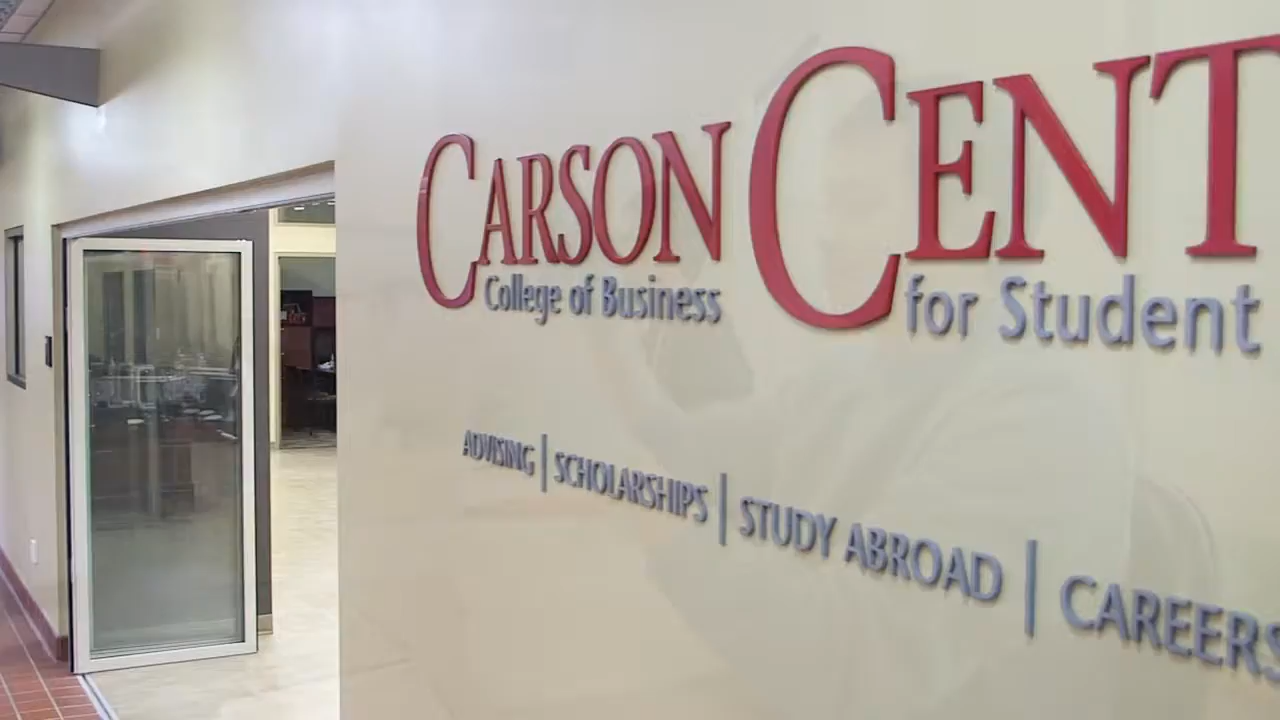 CARSON CENT
College of Business for Student
ADVISING | SCHOLARSHIPS | STUDY ABROAD | CAREERS